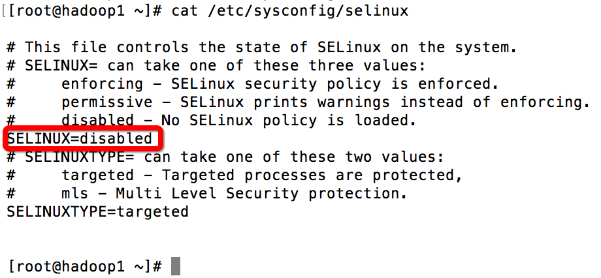 [[root@hadoop1 ~]# cat /etc/sysconfig/selinux
# This file controls the state of SELinux on the system.
# SELINUX= can take one of these three values:
#     enforcing - SELinux security policy is enforced.
#     permissive - SELinux prints warnings instead of enforcing.
#     disabled - No SELinux policy is loaded.
SELINUX=disabled
# SELINUXTYPE= can take one of these two values:
#     targeted - Targeted processes are protected,
#     mls - Multi Level Security protection.
SELINUXTYPE=targeted
[root@hadoop1 ~]#